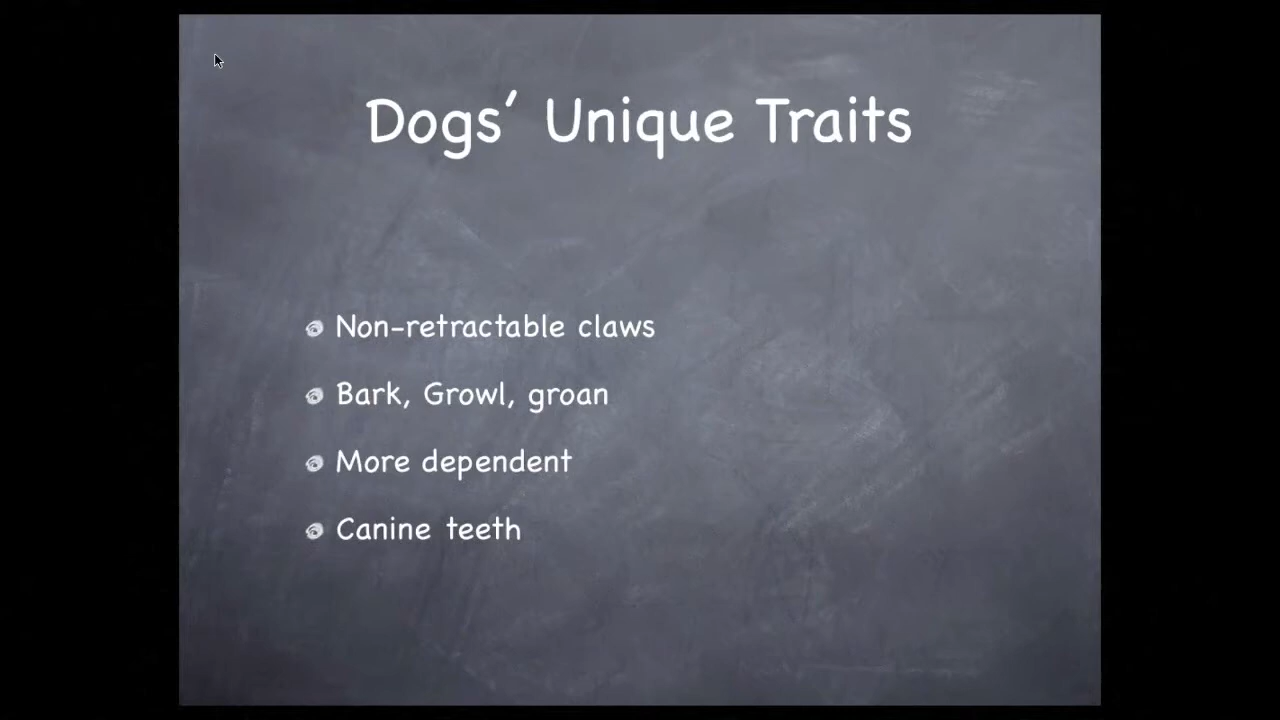 Dogs’ Unique Traits
Non-retractable claws
Bark, Growl, groan
More dependent
Canine teeth